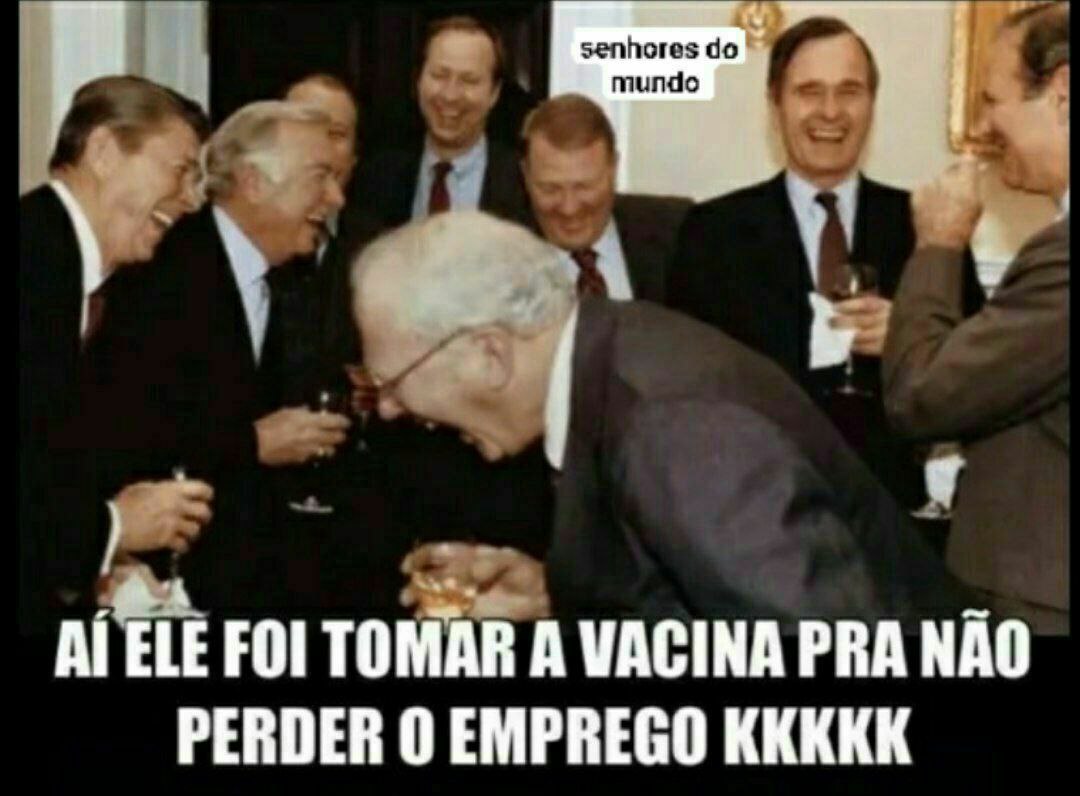 senhores do
mundo
AÍ ELE FOI TOMAR A VACINA PRA NÃO
PERDER O EMPREGO KKKKK